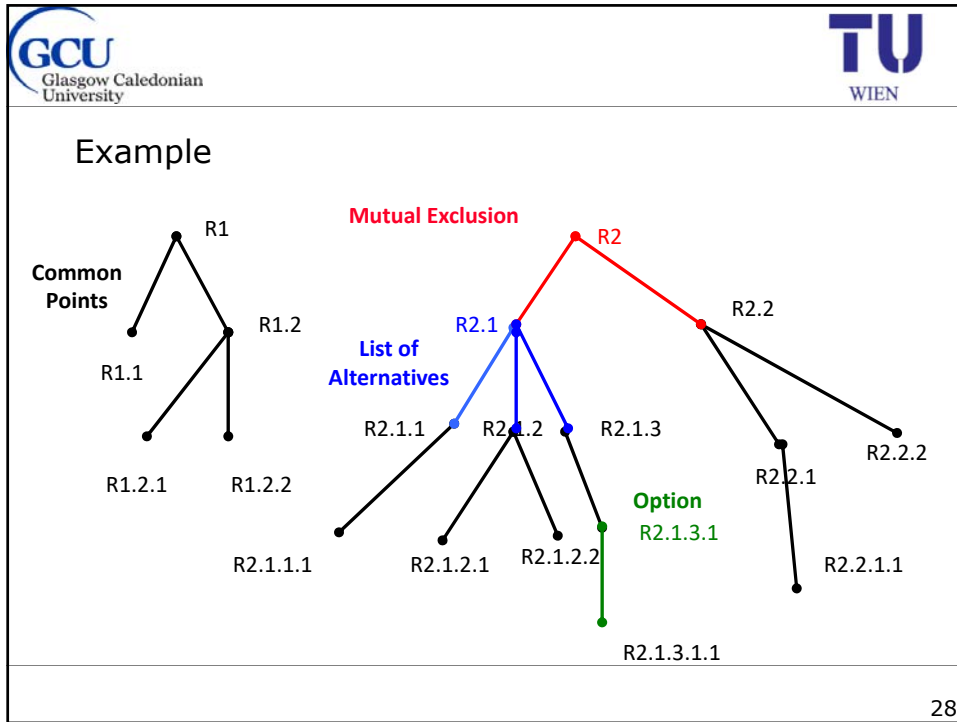 GCU
Glasgow Caledonian
University
TU
WIEN
Example
Mutual Exclusion
R1
R2
Common
Points
R1.2
R2.1
R2.2
List of
Alternatives
R1.1
R2.1.1
R2.1.2
R2.1.3
R2.2.2
R1.2.1
R1.2.2
R2.2.1
Option
R2.1.3.1
R2.1.1.1
R2.1.2.1
R2.1.2.2
R2.2.1.1
R2.1.3.1.1
28